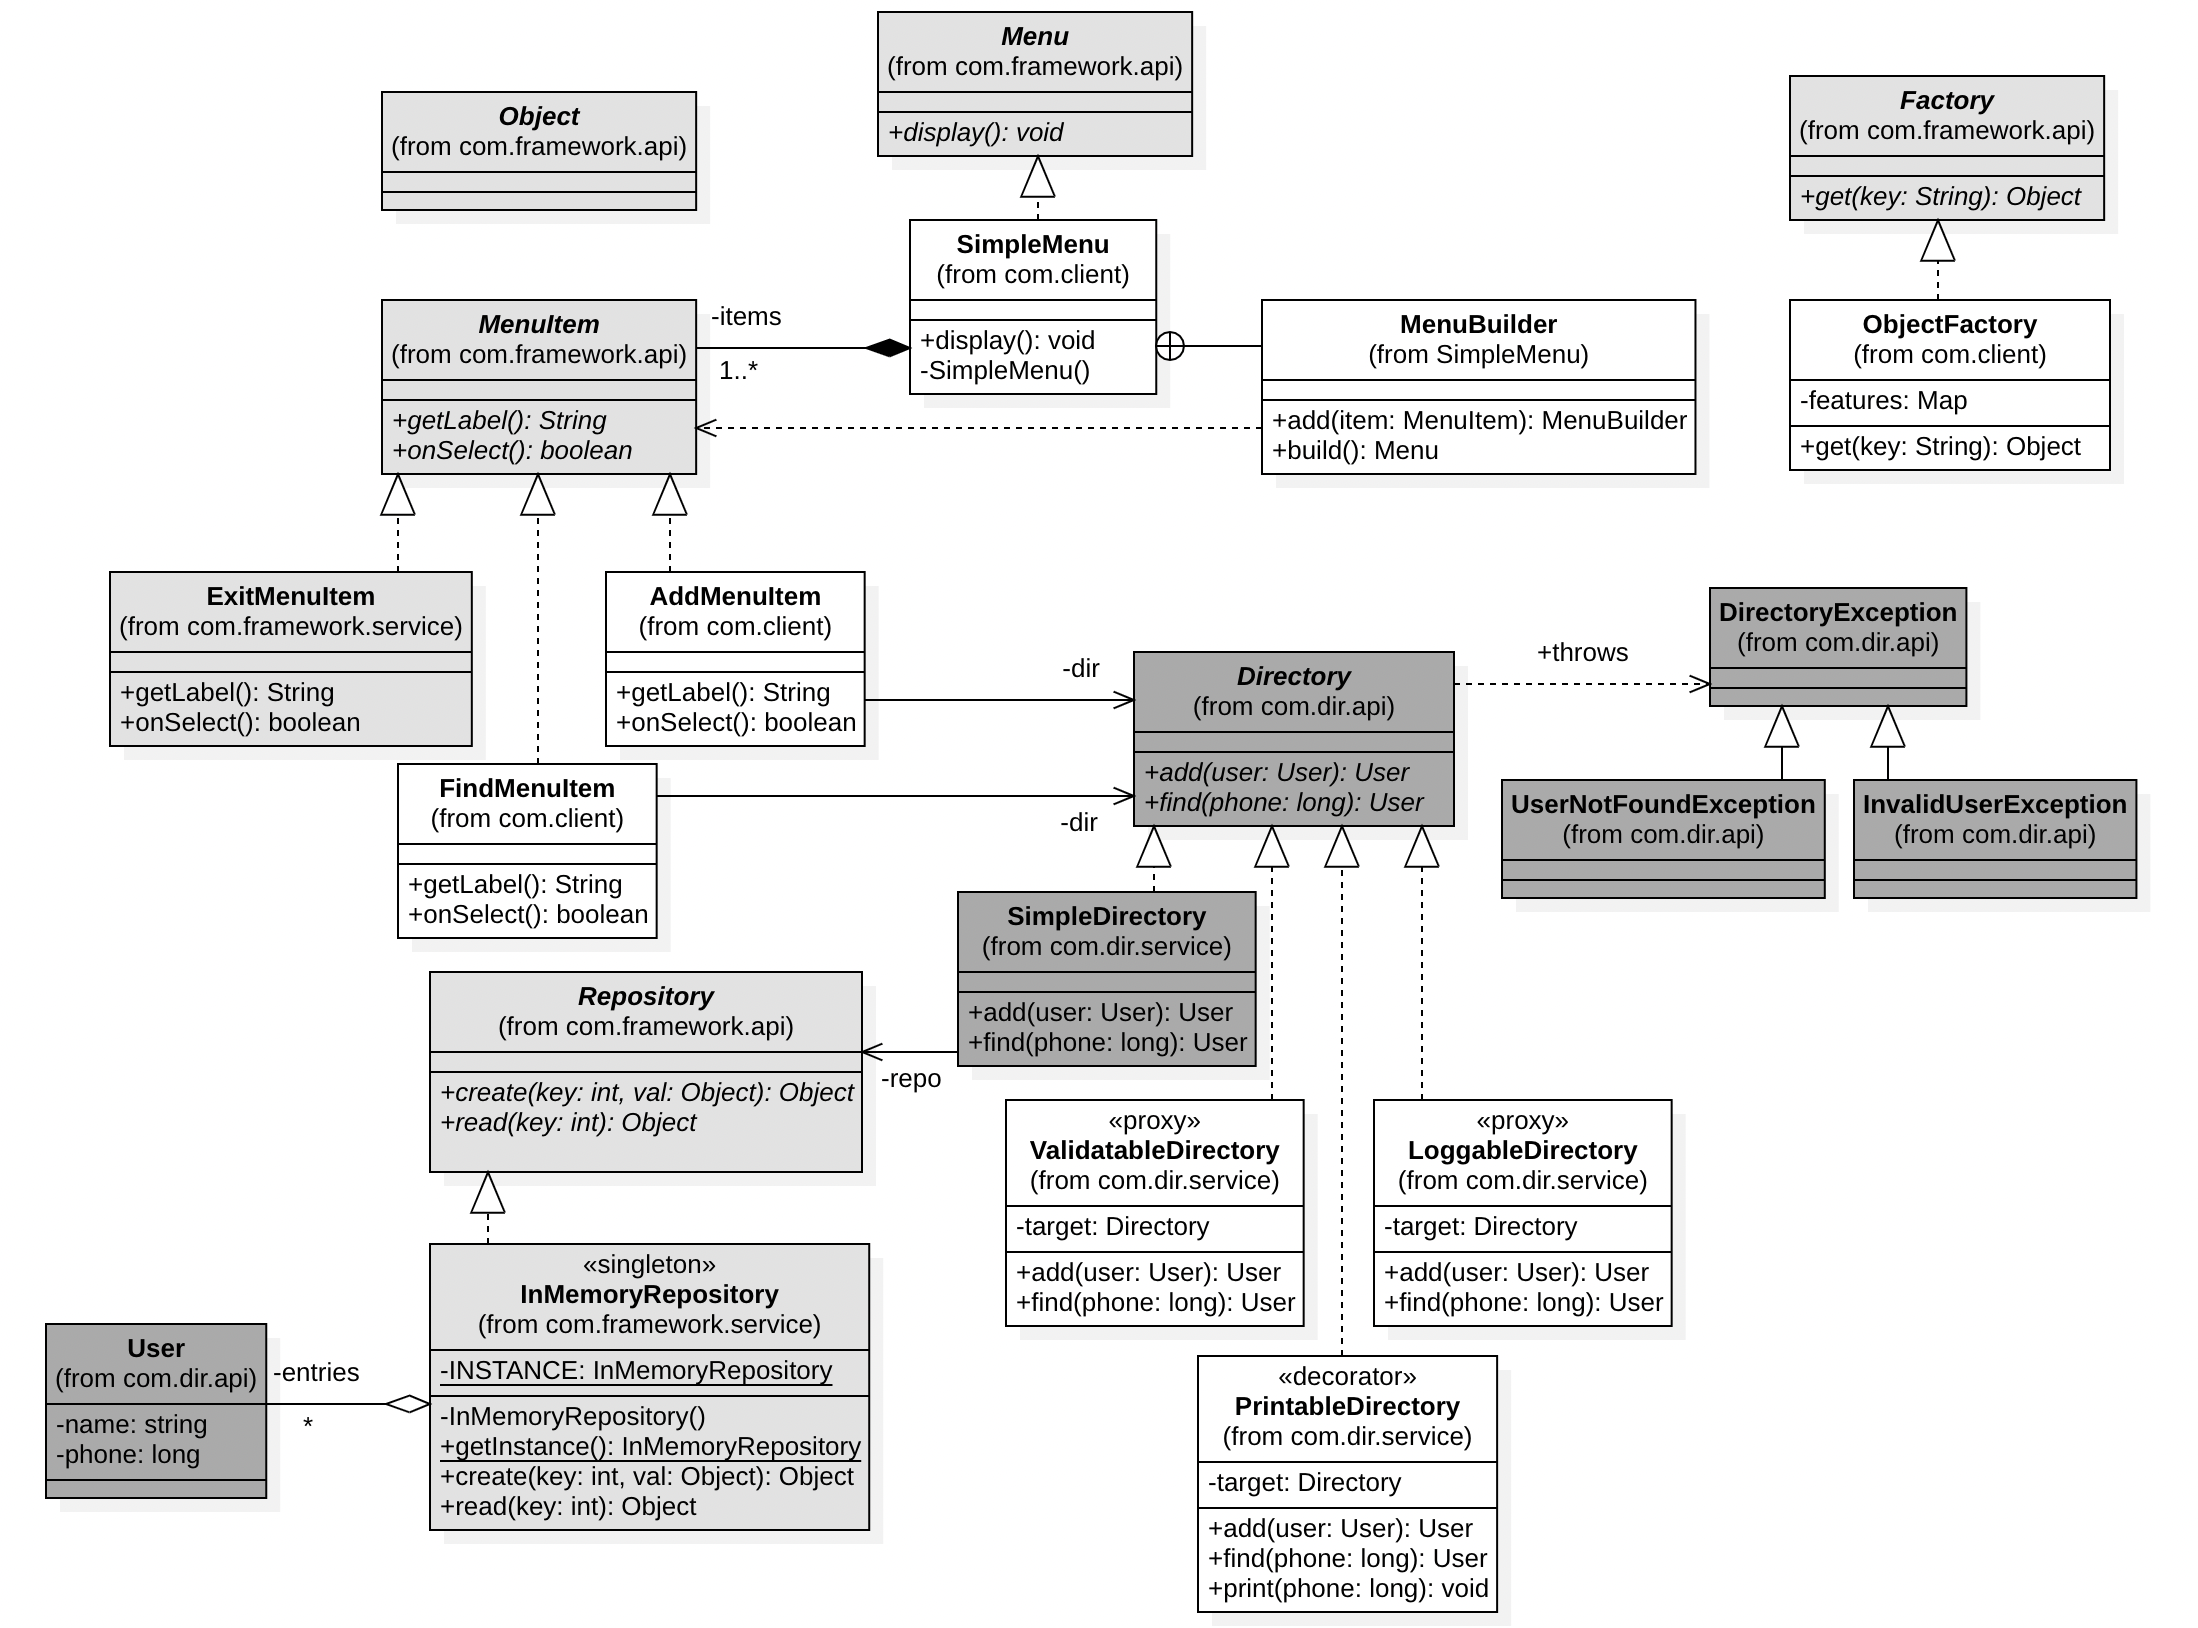 Menu
(from com.framework.api)
+display(): void
Object
(from com.framework.api)
Factory
(from com.framework.api)
+get(key: String): Object
SimpleMenu
(from com.client)
+display(): void
-SimpleMenu()
-items
1..*
MenuItem
(from com.framework.api)
+getLabel(): String
+onSelect(): boolean
MenuBuilder
(from SimpleMenu)
+add(item: MenuItem): MenuBuilder
+build(): Menu
ObjectFactory
(from com.client)
-features: Map
+get(key: String): Object
ExitMenuItem
(from com.framework.service)
+getLabel(): String
+onSelect(): boolean
AddMenuItem
(from com.client)
+getLabel(): String
+onSelect(): boolean
-dir
Directory
(from com.dir.api)
+add(user: User): User
+find(phone: long): User
+throws
DirectoryException
(from com.dir.api)
FindMenuItem
(from com.client)
+getLabel(): String
+onSelect(): boolean
-dir
UserNotFoundException
(from com.dir.api)
InvalidUserException
(from com.dir.api)
SimpleDirectory
(from com.dir.service)
+add(user: User): User
+find(phone: long): User
Repository
(from com.framework.api)
+create(key: int, val: Object): Object
+read(key: int): Object
-repo
«proxy»
ValidatableDirectory
(from com.dir.service)
-target: Directory
+add(user: User): User
+find(phone: long): User
«proxy»
LoggableDirectory
(from com.dir.service)
-target: Directory
+add(user: User): User
+find(phone: long): User
«singleton»
InMemoryRepository
(from com.framework.service)
-INSTANCE: InMemoryRepository
-InMemoryRepository()
+getInstance(): InMemoryRepository
+create(key: int, val: Object): Object
+read(key: int): Object
User
(from com.dir.api)
-name: string
-phone: long
-entries
*
«decorator»
PrintableDirectory
(from com.dir.service)
-target: Directory
+add(user: User): User
+find(phone: long): User
+print(phone: long): void